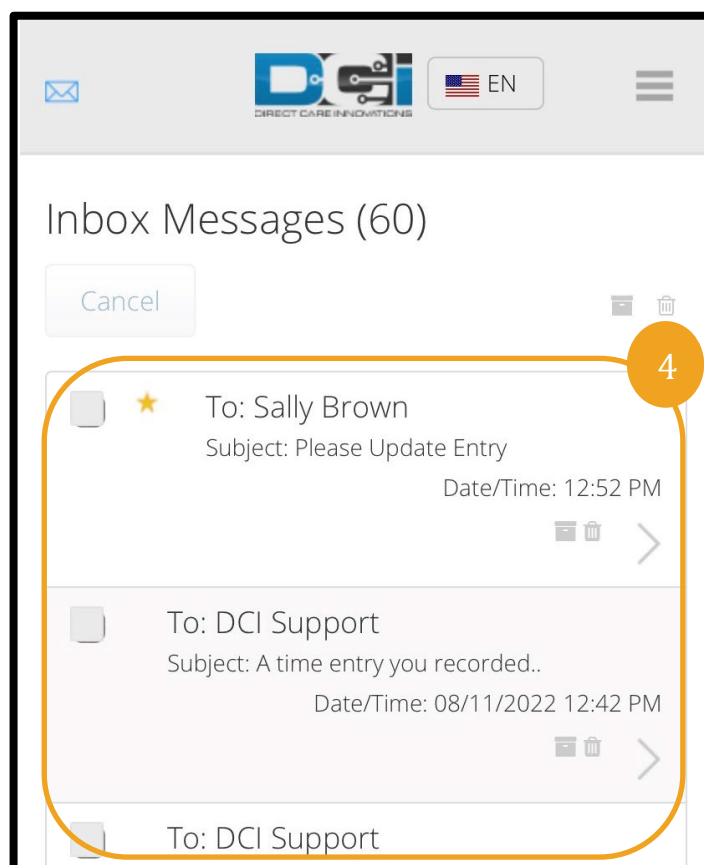 DCI
DIRECT CARE INNOVATIONS
EN
Inbox Messages (60)
Cancel
4
To: Sally Brown
Subject: Please Update Entry
Date/Time: 12:52 PM
To: DCI Support
Subject: A time entry you recorded..
Date/Time: 08/11/2022 12:42 PM
To: DCI Support